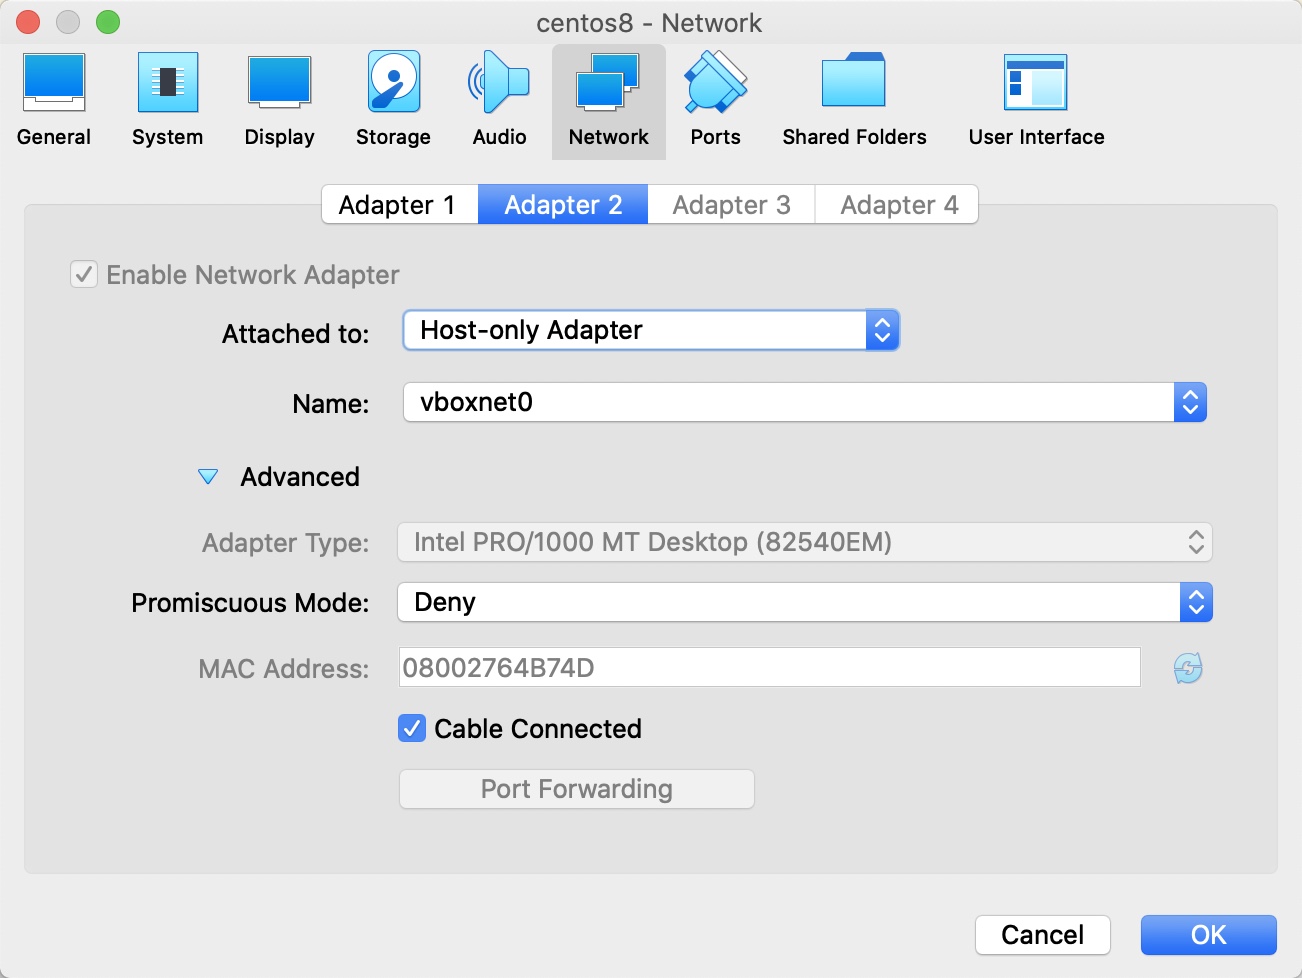 centos8 - Network
General System Display Storage Audio Network Ports Shared Folders User Interface
Adapter 1 Adapter 2 Adapter 3 Adapter 4
Enable Network Adapter
Attached to: Host-only Adapter
Name: vboxnet0
Advanced
Adapter Type: Intel PRO/1000 MT Desktop (82540EM)
Promiscuous Mode: Deny
MAC Address: 08002764B74D
Cable Connected
Port Forwarding
Cancel OK